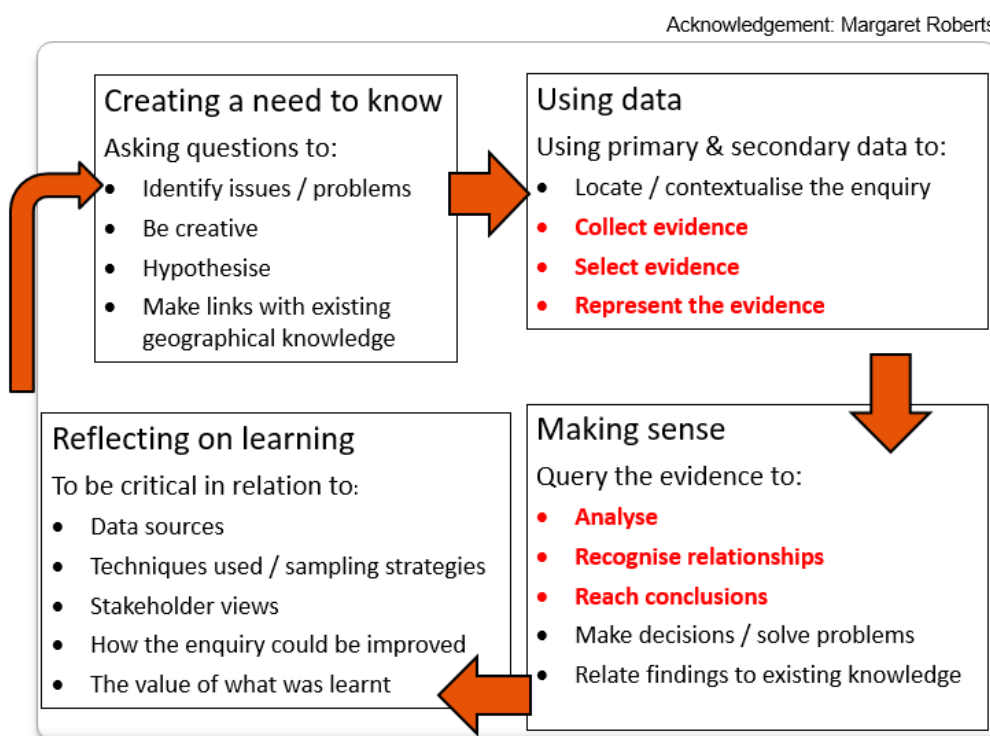 Acknowledgement: Margaret Roberts
Creating a need to know
Asking questions to:
• Identify issues / problems
• Be creative
• Hypothesise
• Make links with existing
geographical knowledge
Using data
Using primary & secondary data to:
• Locate / contextualise the enquiry
• Collect evidence
• Select evidence
• Represent the evidence
Making sense
Query the evidence to:
• Analyse
• Recognise relationships
• Reach conclusions
• Make decisions / solve problems
• Relate findings to existing knowledge
Reflecting on learning
To be critical in relation to:
• Data sources
• Techniques used / sampling strategies
• Stakeholder views
• How the enquiry could be improved
• The value of what was learnt